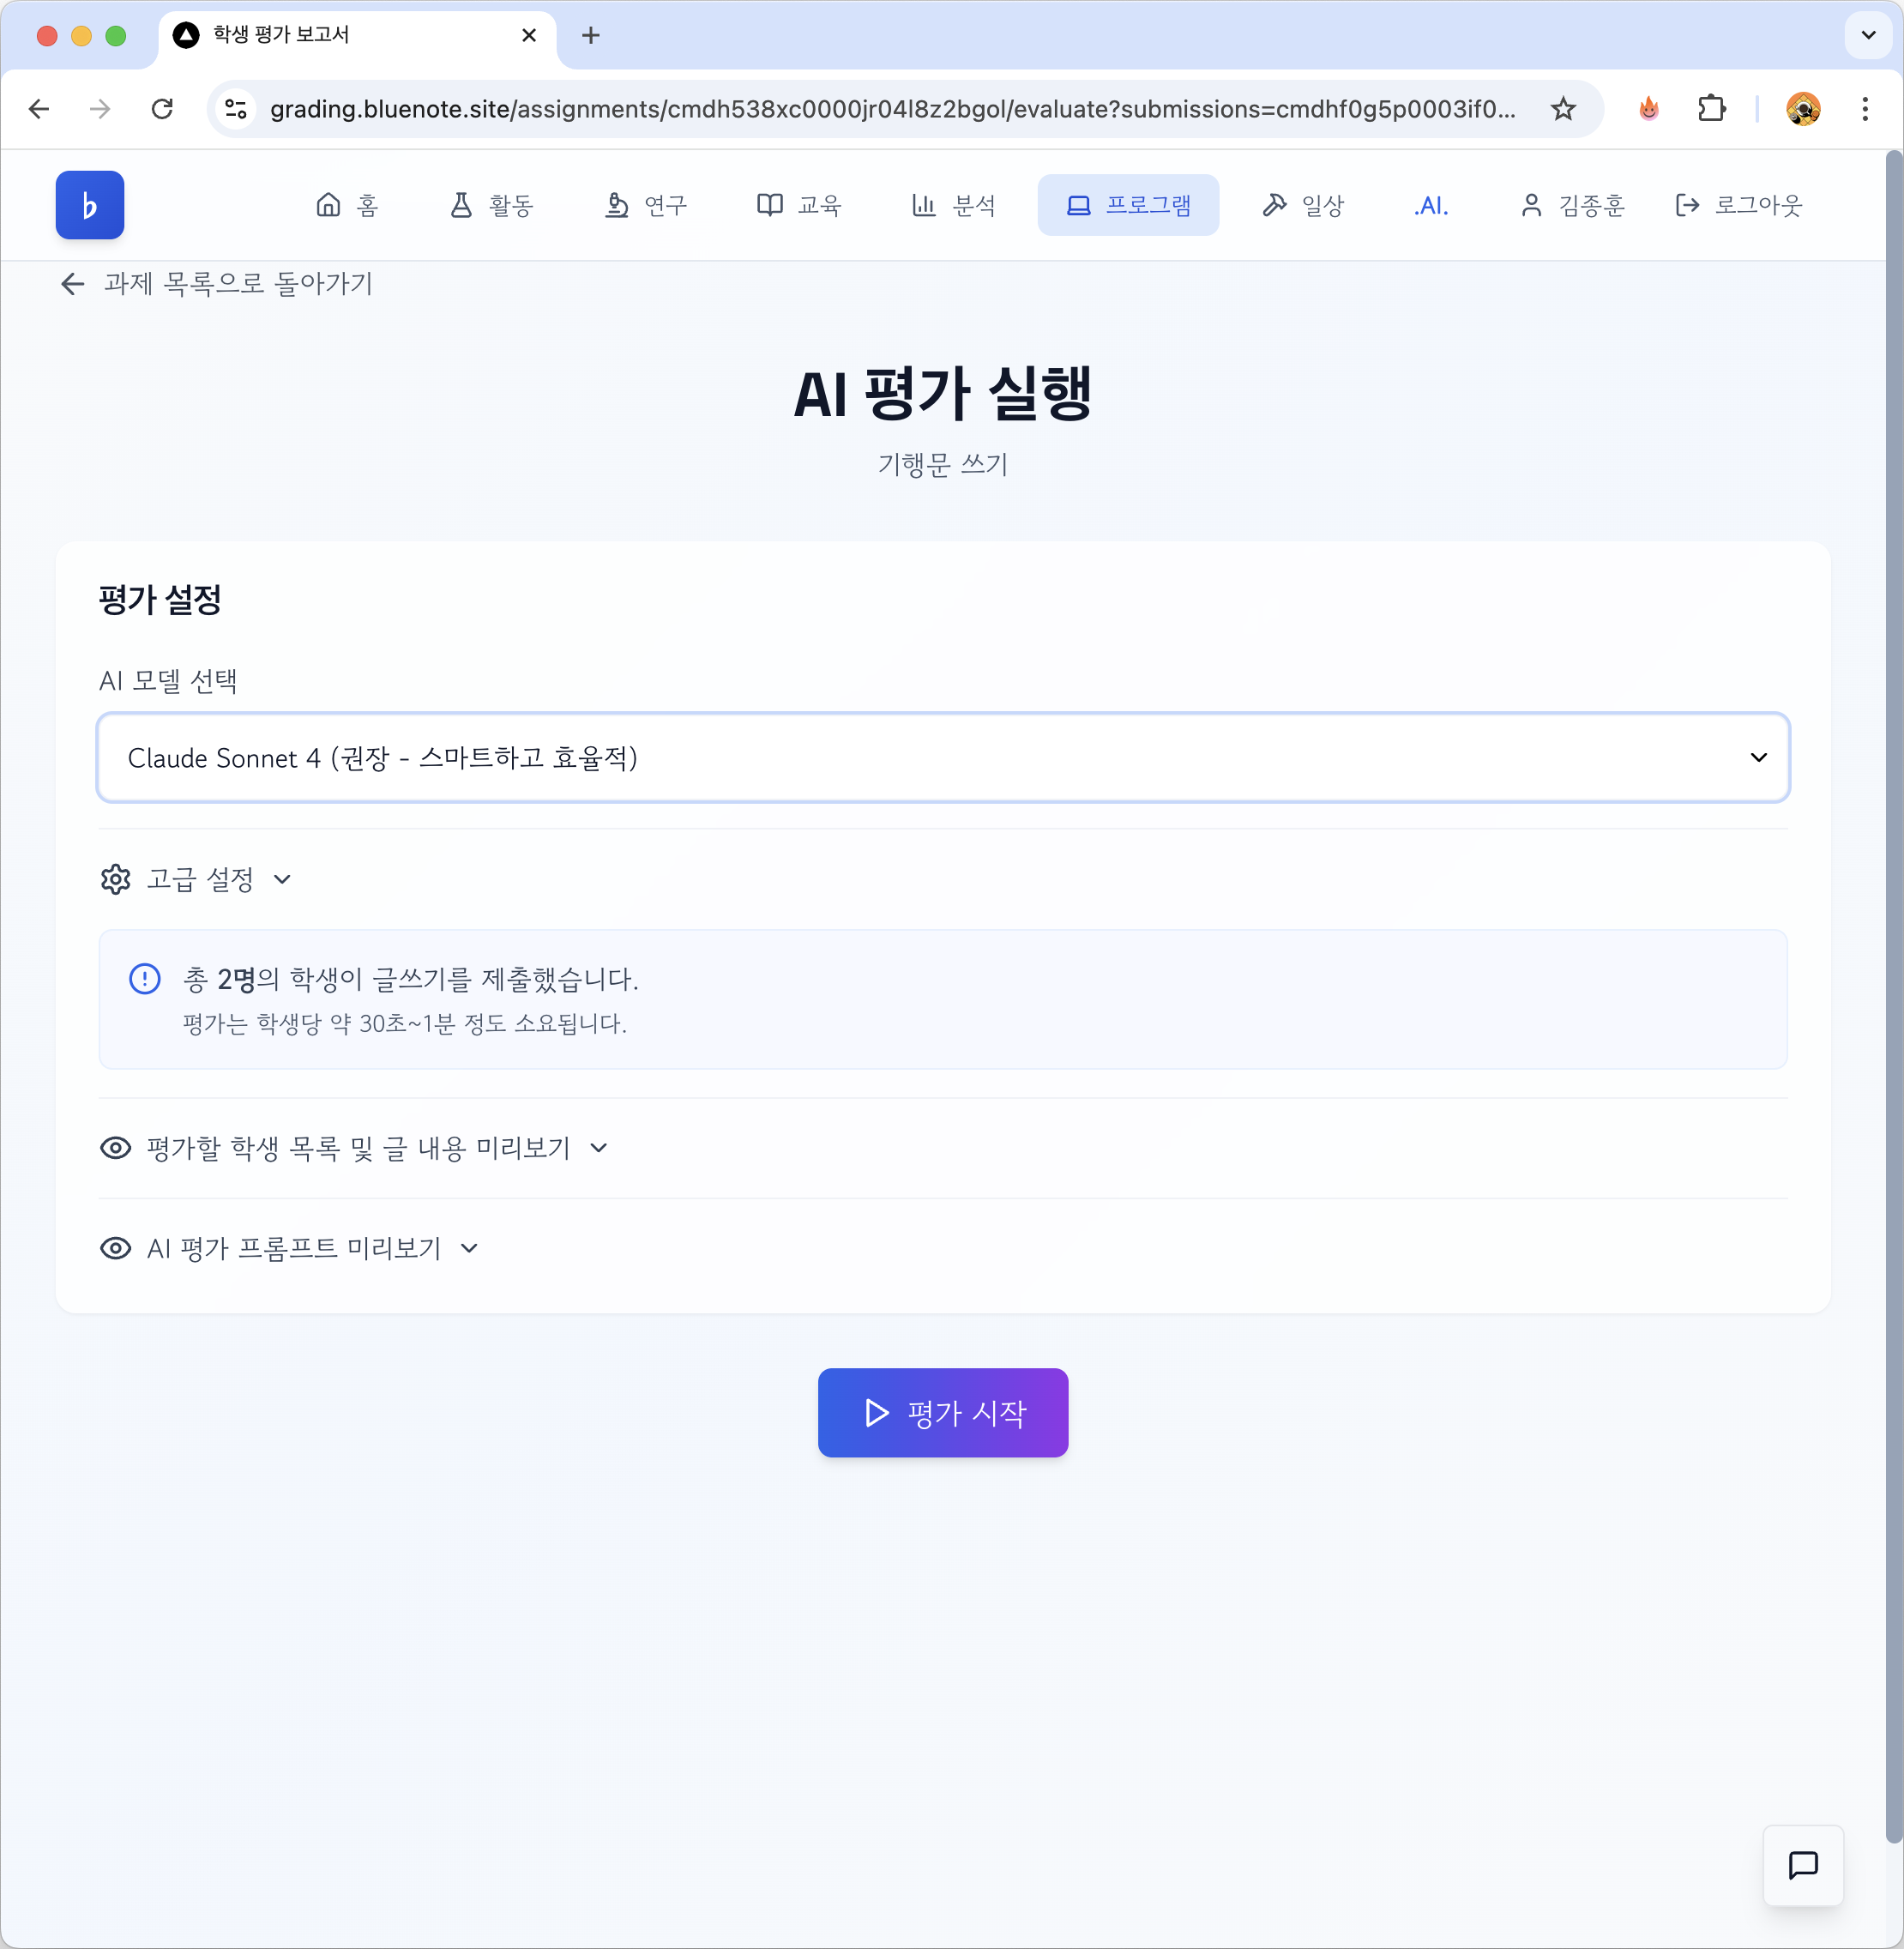 학생 평가 보고서
grading.bluenote.site/assignments/cmdh538xc0000jr04l8z2bgol/evaluate?submissions=cmdhf0g5p0003if0...
♭ 홈 활동 연구 교육 분석 프로그램 일상 .AI. 김종훈 로그아웃
과제 목록으로 돌아가기
AI 평가 실행
기행문 쓰기
평가 설정
AI 모델 선택
Claude Sonnet 4 (권장 - 스마트하고 효율적)
고급 설정
총 2명의 학생이 글쓰기를 제출했습니다.
평가는 학생당 약 30초~1분 정도 소요됩니다.
평가할 학생 목록 및 글 내용 미리보기
AI 평가 프롬프트 미리보기
평가 시작